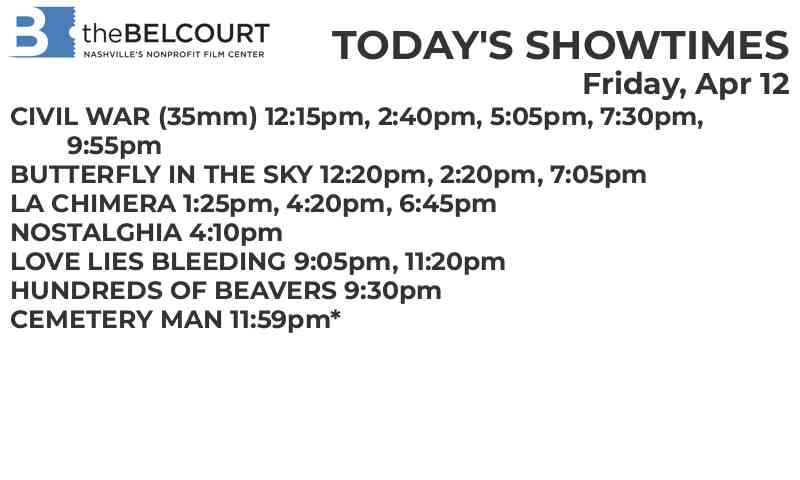 B theBELCOURT
NASHVILLE'S NONPROFIT FILM CENTER
TODAY'S SHOWTIMES
Friday, Apr 12
CIVIL WAR (35mm) 12:15pm, 2:40pm, 5:05pm, 7:30pm,
9:55pm
BUTTERFLY IN THE SKY 12:20pm, 2:20pm, 7:05pm
LA CHIMERA 1:25pm, 4:20pm, 6:45pm
NOSTALGHIA 4:10pm
LOVE LIES BLEEDING 9:05pm, 11:20pm
HUNDREDS OF BEAVERS 9:30pm
CEMETERY MAN 11:59pm*